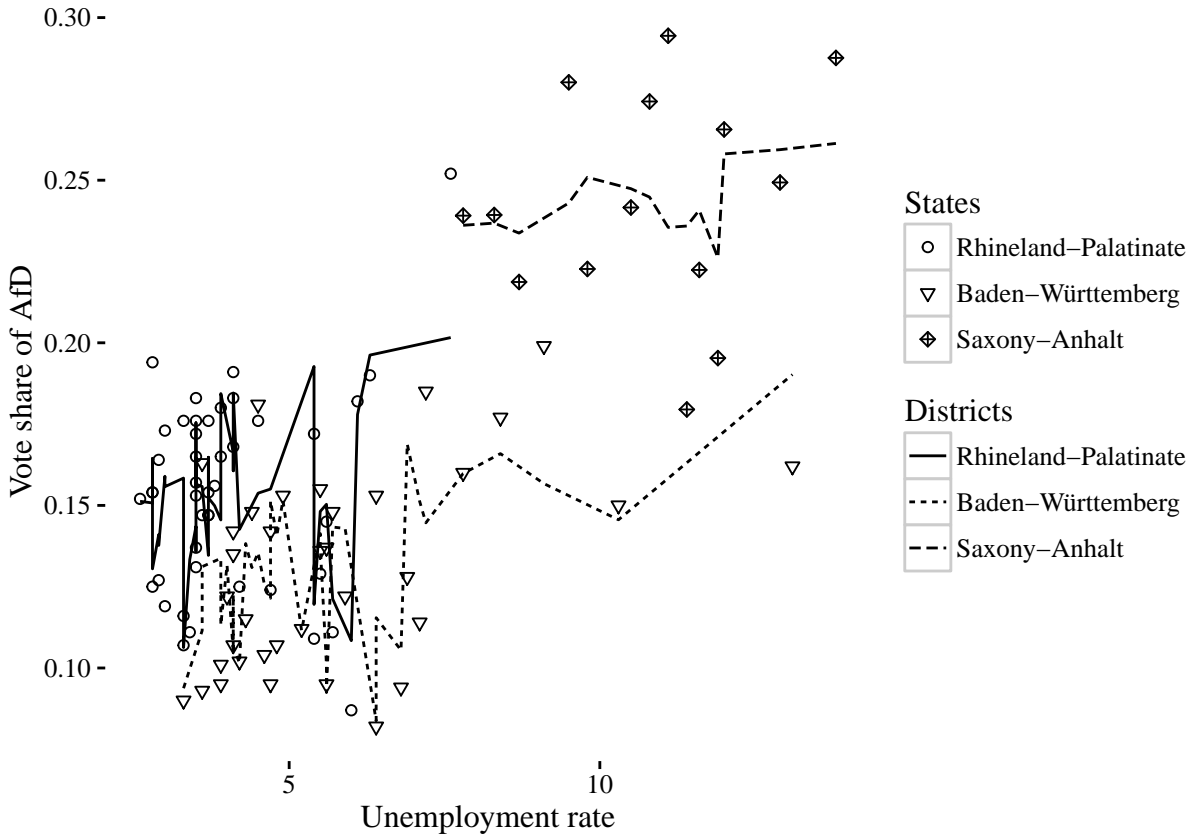 0.30
0.25
0.20
0.15
0.10
Vote share of AfD
5
10
Unemployment rate
States
Rhineland−Palatinate
Baden−Württemberg
Saxony−Anhalt
Districts
Rhineland−Palatinate
Baden−Württemberg
Saxony−Anhalt